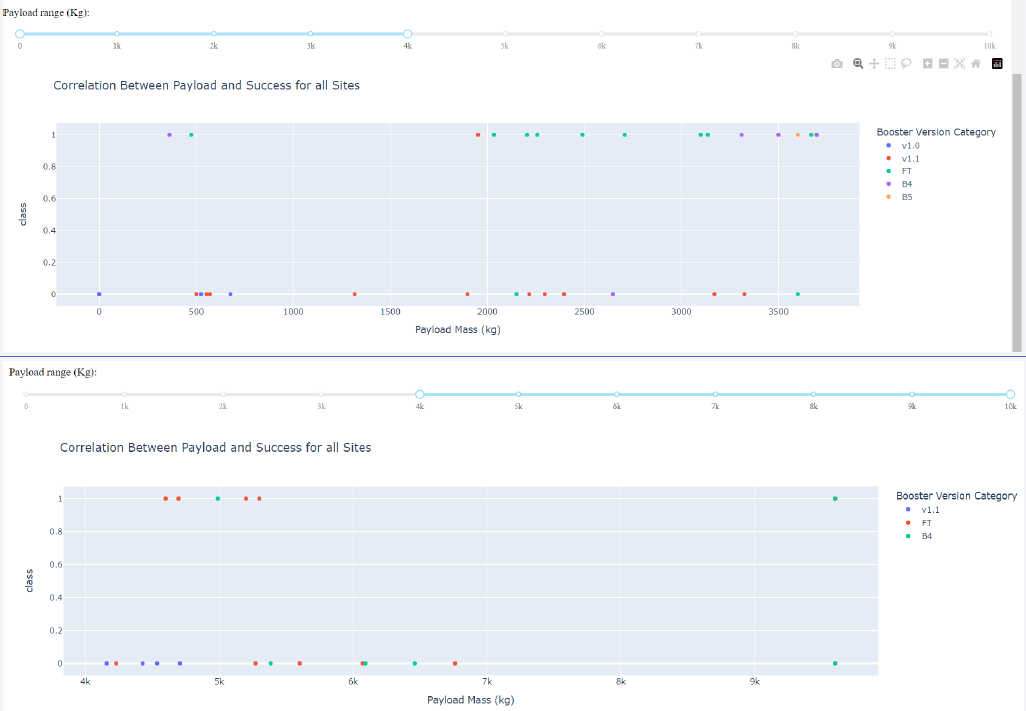 Payload range (Kg):
0 1k 2k 3k 4k 5k 6k 7k 8k 9k 10k
Correlation Between Payload and Success for all Sites
1
0.8
0.6
0.4
0.2
0
class
0 500 1000 1500 2000 2500 3000 3500
Payload Mass (kg)
Booster Version Category
v1.0
v1.1
FT
B4
B5
Payload range (Kg):
0 1k 2k 3k 4k 5k 6k 7k 8k 9k 10k
Correlation Between Payload and Success for all Sites
1
0.8
0.6
0.4
0.2
0
class
4k 5k 6k 7k 8k 9k
Payload Mass (kg)
Booster Version Category
v1.1
FT
B4